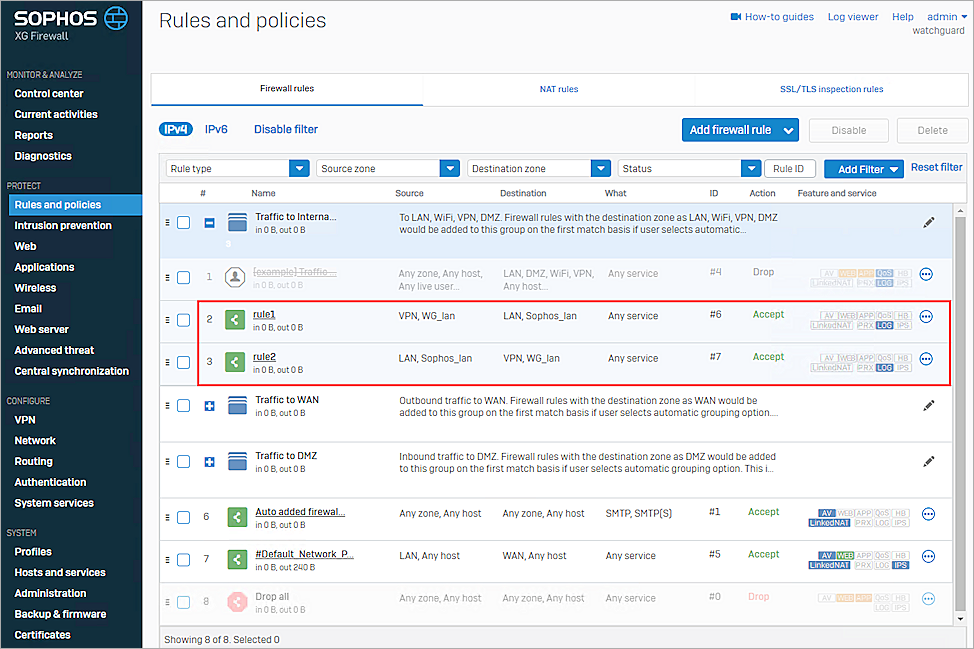 SOPHOS
XG Firewall
Rules and policies
How-to guides Log viewer Help admin
watchguard
MONITOR & ANALYZE
Control center
Current activities
Reports
Diagnostics
PROTECT
Rules and policies
Intrusion prevention
Web
Applications
Wireless
Email
Web server
Advanced threat
Central synchronization
CONFIGURE
VPN
Network
Routing
Authentication
System services
SYSTEM
Profiles
Hosts and services
Administration
Backup & firmware
Certificates
Firewall rules NAT rules SSL/TLS inspection rules
IPv4 IPv6 Disable filter Add firewall rule Disable Delete
Rule type Source zone Destination zone Status Rule ID Add Filter Reset filter
# Name Source Destination What ID Action Feature and service
Traffic to Interna... To LAN, WiFi, VPN, DMZ. Firewall rules with the destination zone as LAN, WiFi, VPN, DMZ
in 0 B, out 0 B would be added to this group on the first match basis if user selects automatic...
1 [example] Traffic ... Any zone, Any host, LAN, DMZ, WiFi, VPN, Any service #4 Drop AV WEB APP QoS HB
in 0 B, out 0 B Any live user... Any host... LinkedNAT PRX LOG IPS
2 rule1 VPN, WG_lan LAN, Sophos_lan Any service #6 Accept AV WEB APP QoS HB
in 0 B, out 0 B LinkedNAT PRX LOG IPS
3 rule2 LAN, Sophos_lan VPN, WG_lan Any service #7 Accept AV WEB APP QoS HB
in 0 B, out 0 B LinkedNAT PRX LOG IPS
Traffic to WAN Outbound traffic to WAN. Firewall rules with the destination zone as WAN would be
in 0 B, out 0 B added to this group on the first match basis if user selects automatic grouping option....
Traffic to DMZ Inbound traffic to DMZ. Firewall rules with the destination zone as DMZ would be added
in 0 B, out 0 B to this group on the first match basis if user selects automatic grouping option. This i...
6 Auto added firewal... Any zone, Any host Any zone, Any host SMTP, SMTP(S) #1 Accept AV WEB APP QoS HB
in 0 B, out 0 B LinkedNAT PRX LOG IPS
7 #Default_Network_P... LAN, Any host WAN, Any host Any service #5 Accept AV WEB APP QoS HB
in 0 B, out 240 B LinkedNAT PRX LOG IPS
8 Drop all Any zone, Any host Any zone, Any host Any service #0 Drop AV WEB APP QoS HB
in 0 B, out 0 B LOG IPS
Showing 8 of 8. Selected 0